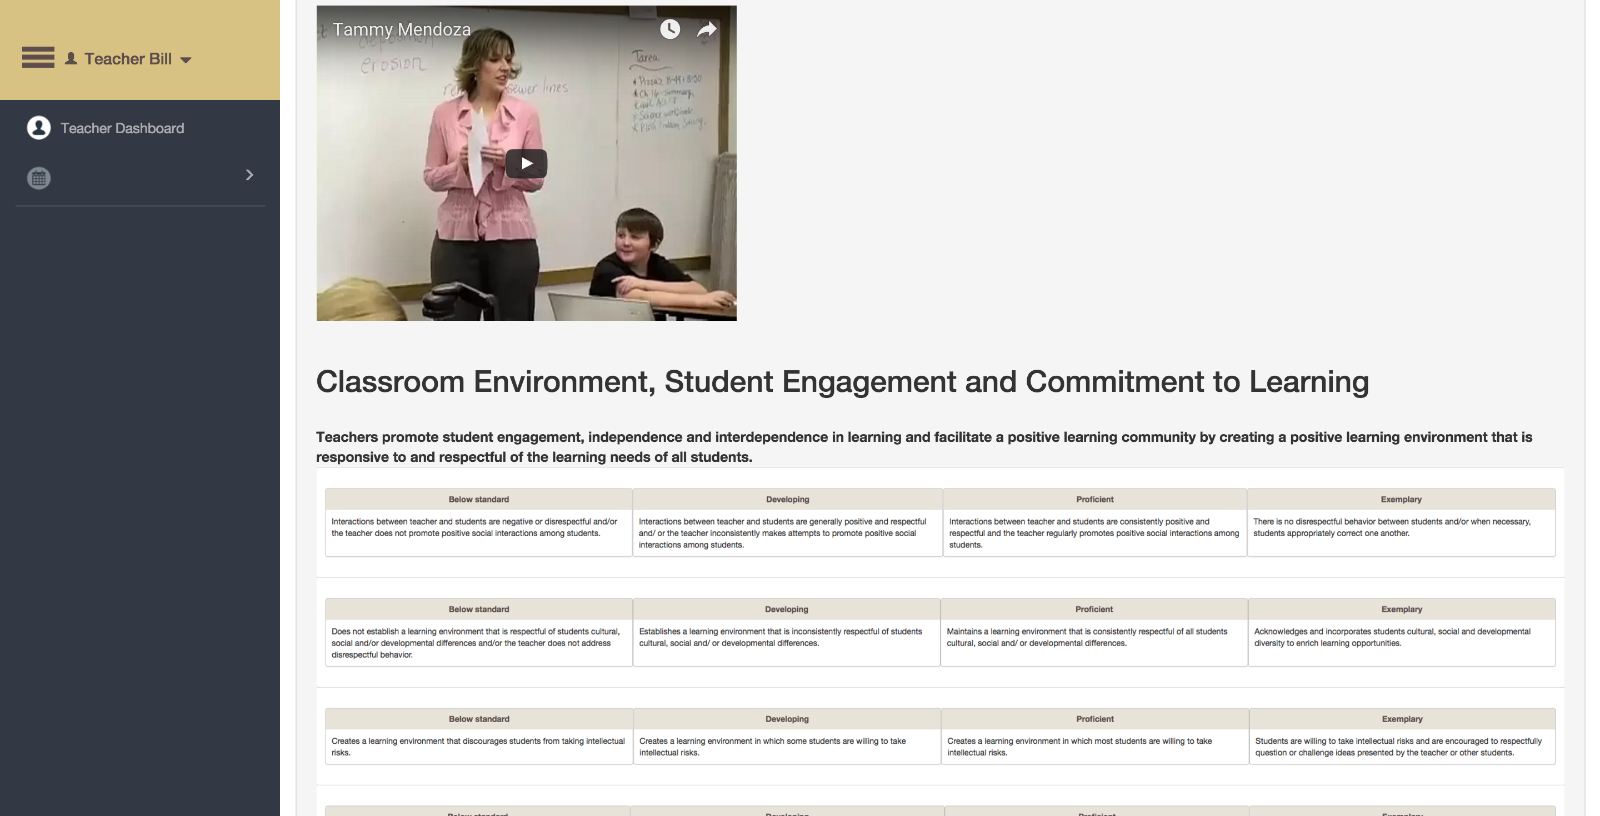 Teacher Bill
Teacher Dashboard
Tammy Mendoza
erosion
sewer lines
Tarea
Classroom Environment, Student Engagement and Commitment to Learning
Teachers promote student engagement, independence and interdependence in learning and facilitate a positive learning community by creating a positive learning environment that is
responsive to and respectful of the learning needs of all students.
Below standard Developing Proficient Exemplary
Interactions between teacher and students are negative or disrespectful and/or
the teacher does not promote positive social interactions among students.
Interactions between teacher and students are generally positive and respectful
and/ or the teacher inconsistently makes attempts to promote positive social
interactions among students.
Interactions between teacher and students are consistently positive and
respectful and the teacher regularly promotes positive social interactions among
students.
There is no disrespectful behavior between students and/or when necessary,
students appropriately correct one another.
Below standard Developing Proficient Exemplary
Does not establish a learning environment that is respectful of students cultural,
social and/or developmental differences and/or the teacher does not address
disrespectful behavior.
Establishes a learning environment that is inconsistently respectful of students
cultural, social and/ or developmental differences.
Maintains a learning environment that is consistently respectful of all students
cultural, social and/ or developmental differences.
Acknowledges and incorporates students cultural, social and developmental
diversity to enrich learning opportunities.
Below standard Developing Proficient Exemplary
Creates a learning environment that discourages students from taking intellectual
risks.
Creates a learning environment in which some students are willing to take
intellectual risks.
Creates a learning environment in which most students are willing to take
intellectual risks.
Students are willing to take intellectual risks and are encouraged to respectfully
question or challenge ideas presented by the teacher or other students.
Below standard Developing Proficient Exemplary